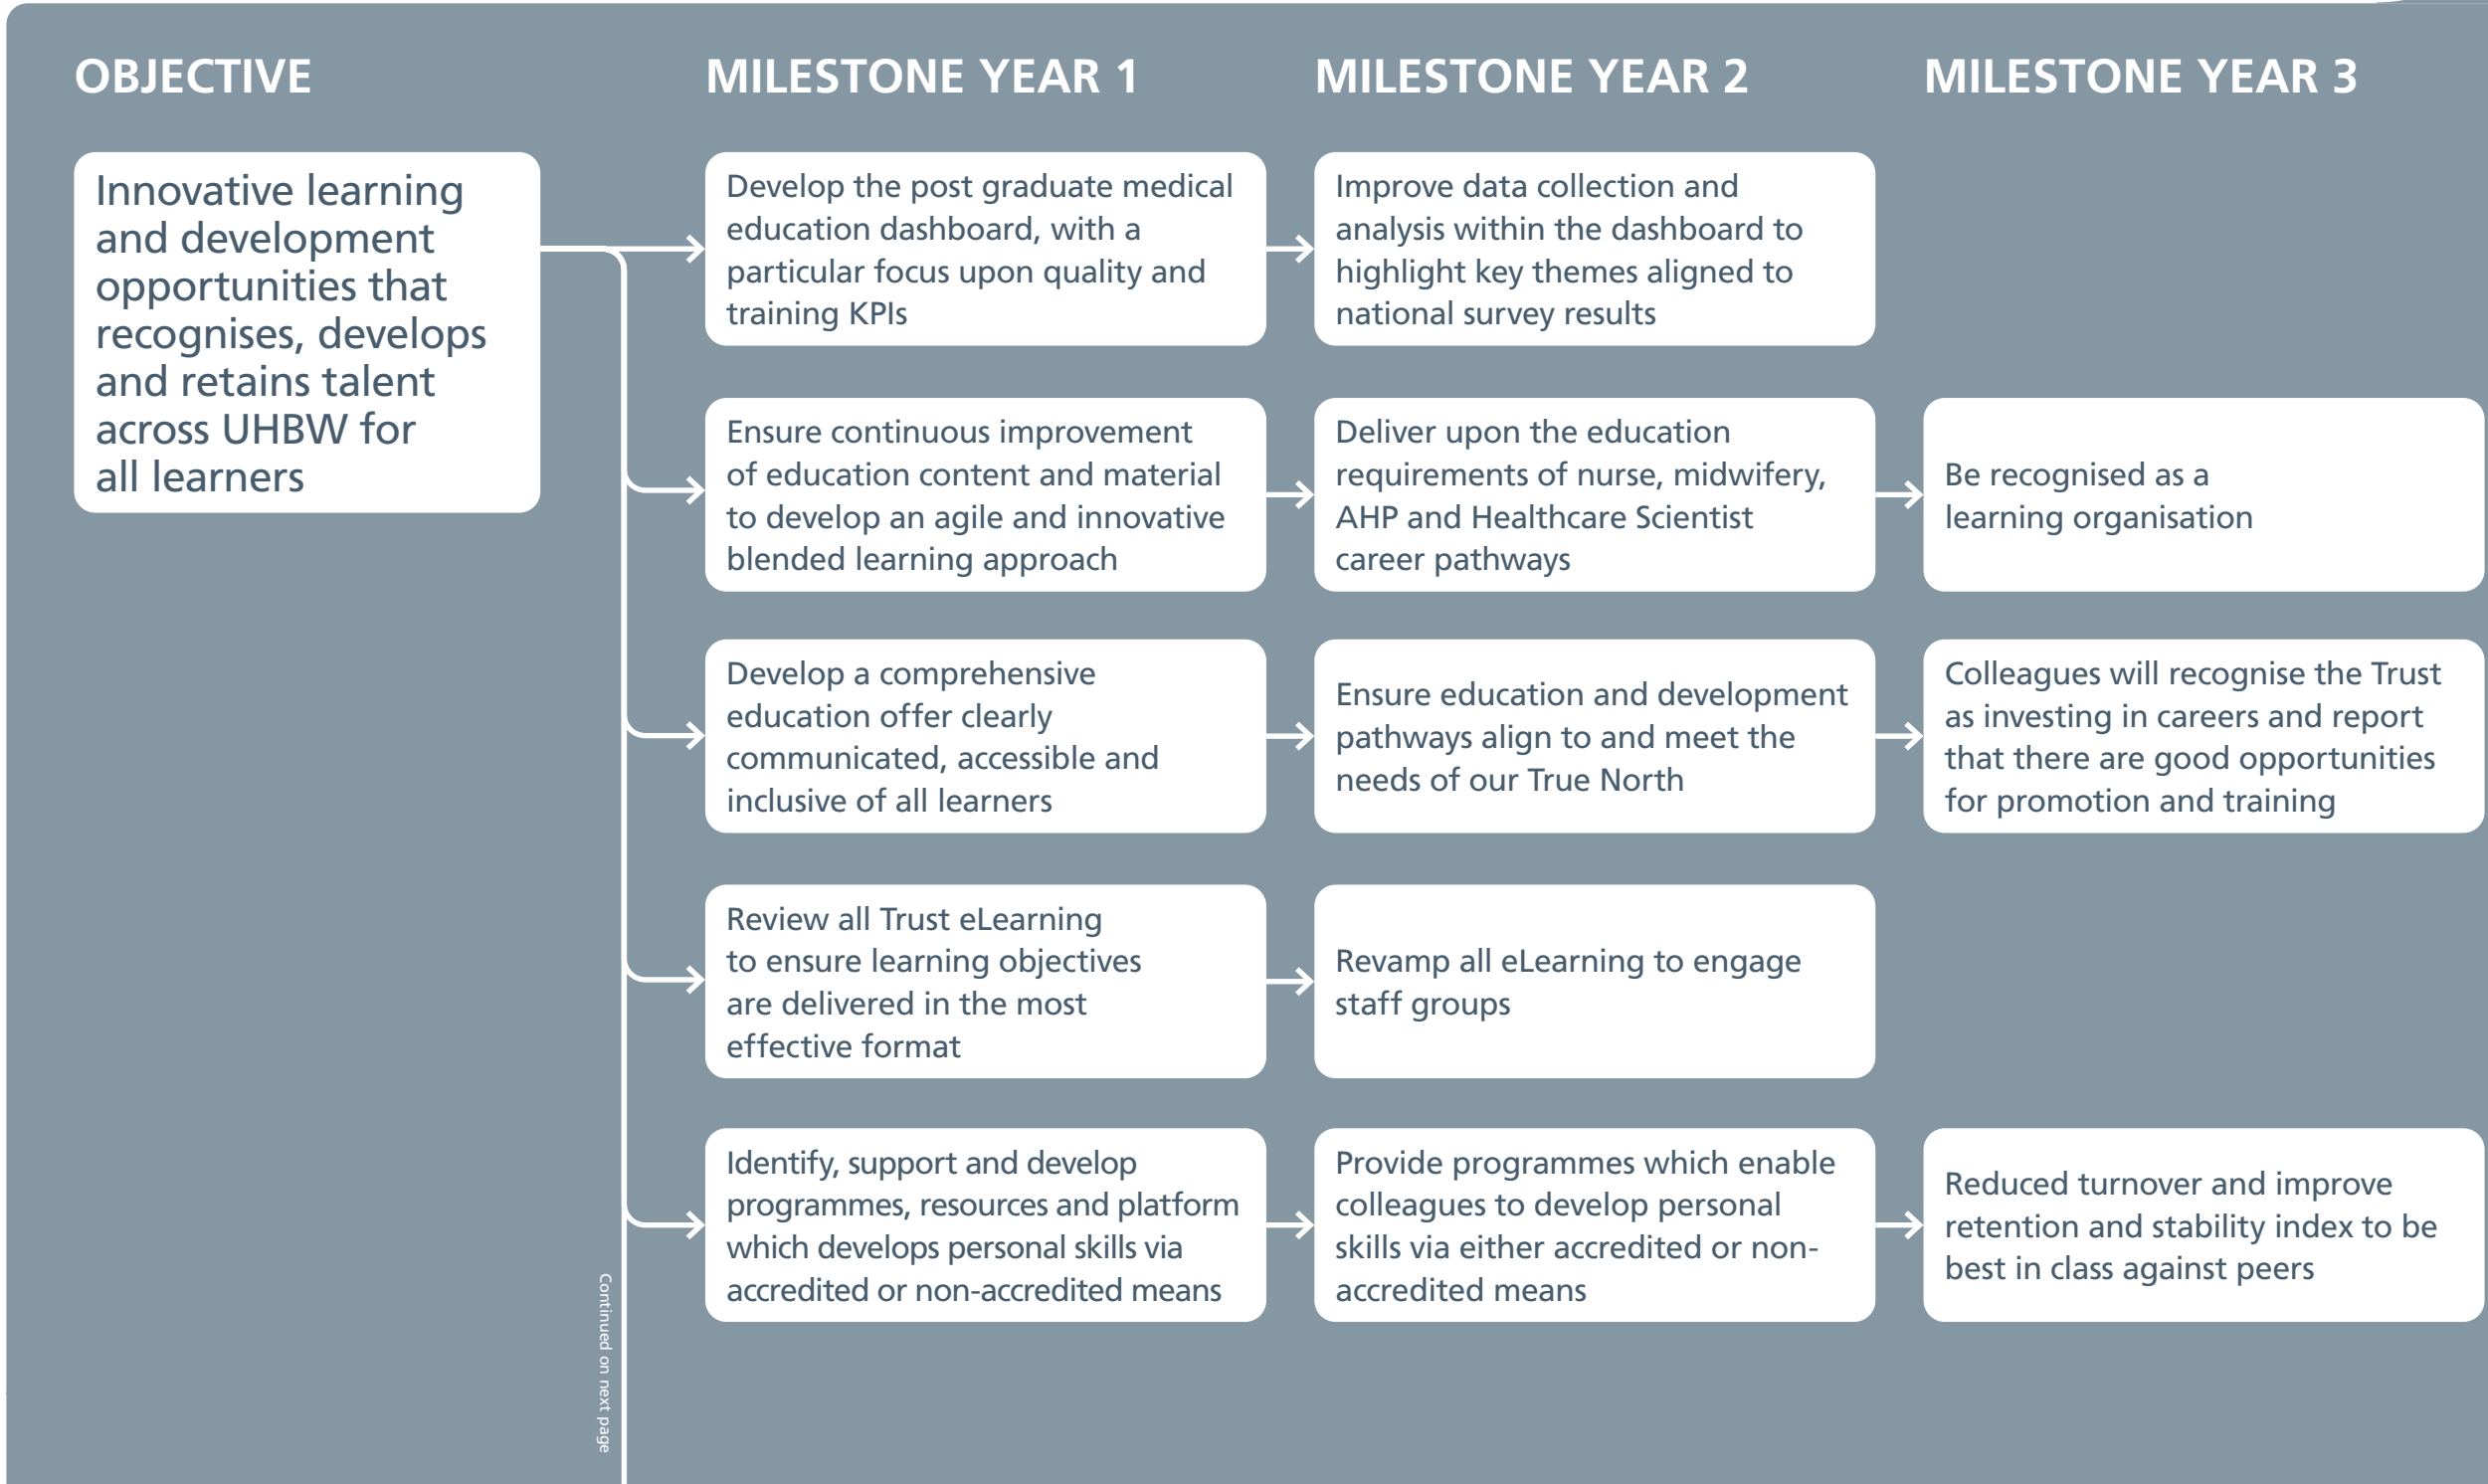 OBJECTIVE
MILESTONE YEAR 1
MILESTONE YEAR 2
MILESTONE YEAR 3
Innovative learning
and development
opportunities that
recognises, develops
and retains talent
across UHBW for
all learners
Develop the post graduate medical
education dashboard, with a
particular focus upon quality and
training KPIs
Improve data collection and
analysis within the dashboard to
highlight key themes aligned to
national survey results
Ensure continuous improvement
of education content and material
to develop an agile and innovative
blended learning approach
Deliver upon the education
requirements of nurse, midwifery,
AHP and Healthcare Scientist
career pathways
Be recognised as a
learning organisation
Develop a comprehensive
education offer clearly
communicated, accessible and
inclusive of all learners
Ensure education and development
pathways align to and meet the
needs of our True North
Colleagues will recognise the Trust
as investing in careers and report
that there are good opportunities
for promotion and training
Review all Trust eLearning
to ensure learning objectives
are delivered in the most
effective format
Revamp all eLearning to engage
staff groups
Identify, support and develop
programmes, resources and platform
which develops personal skills via
accredited or non-accredited means
Provide programmes which enable
colleagues to develop personal
skills via either accredited or non-
accredited means
Reduced turnover and improve
retention and stability index to be
best in class against peers
Continued on next page